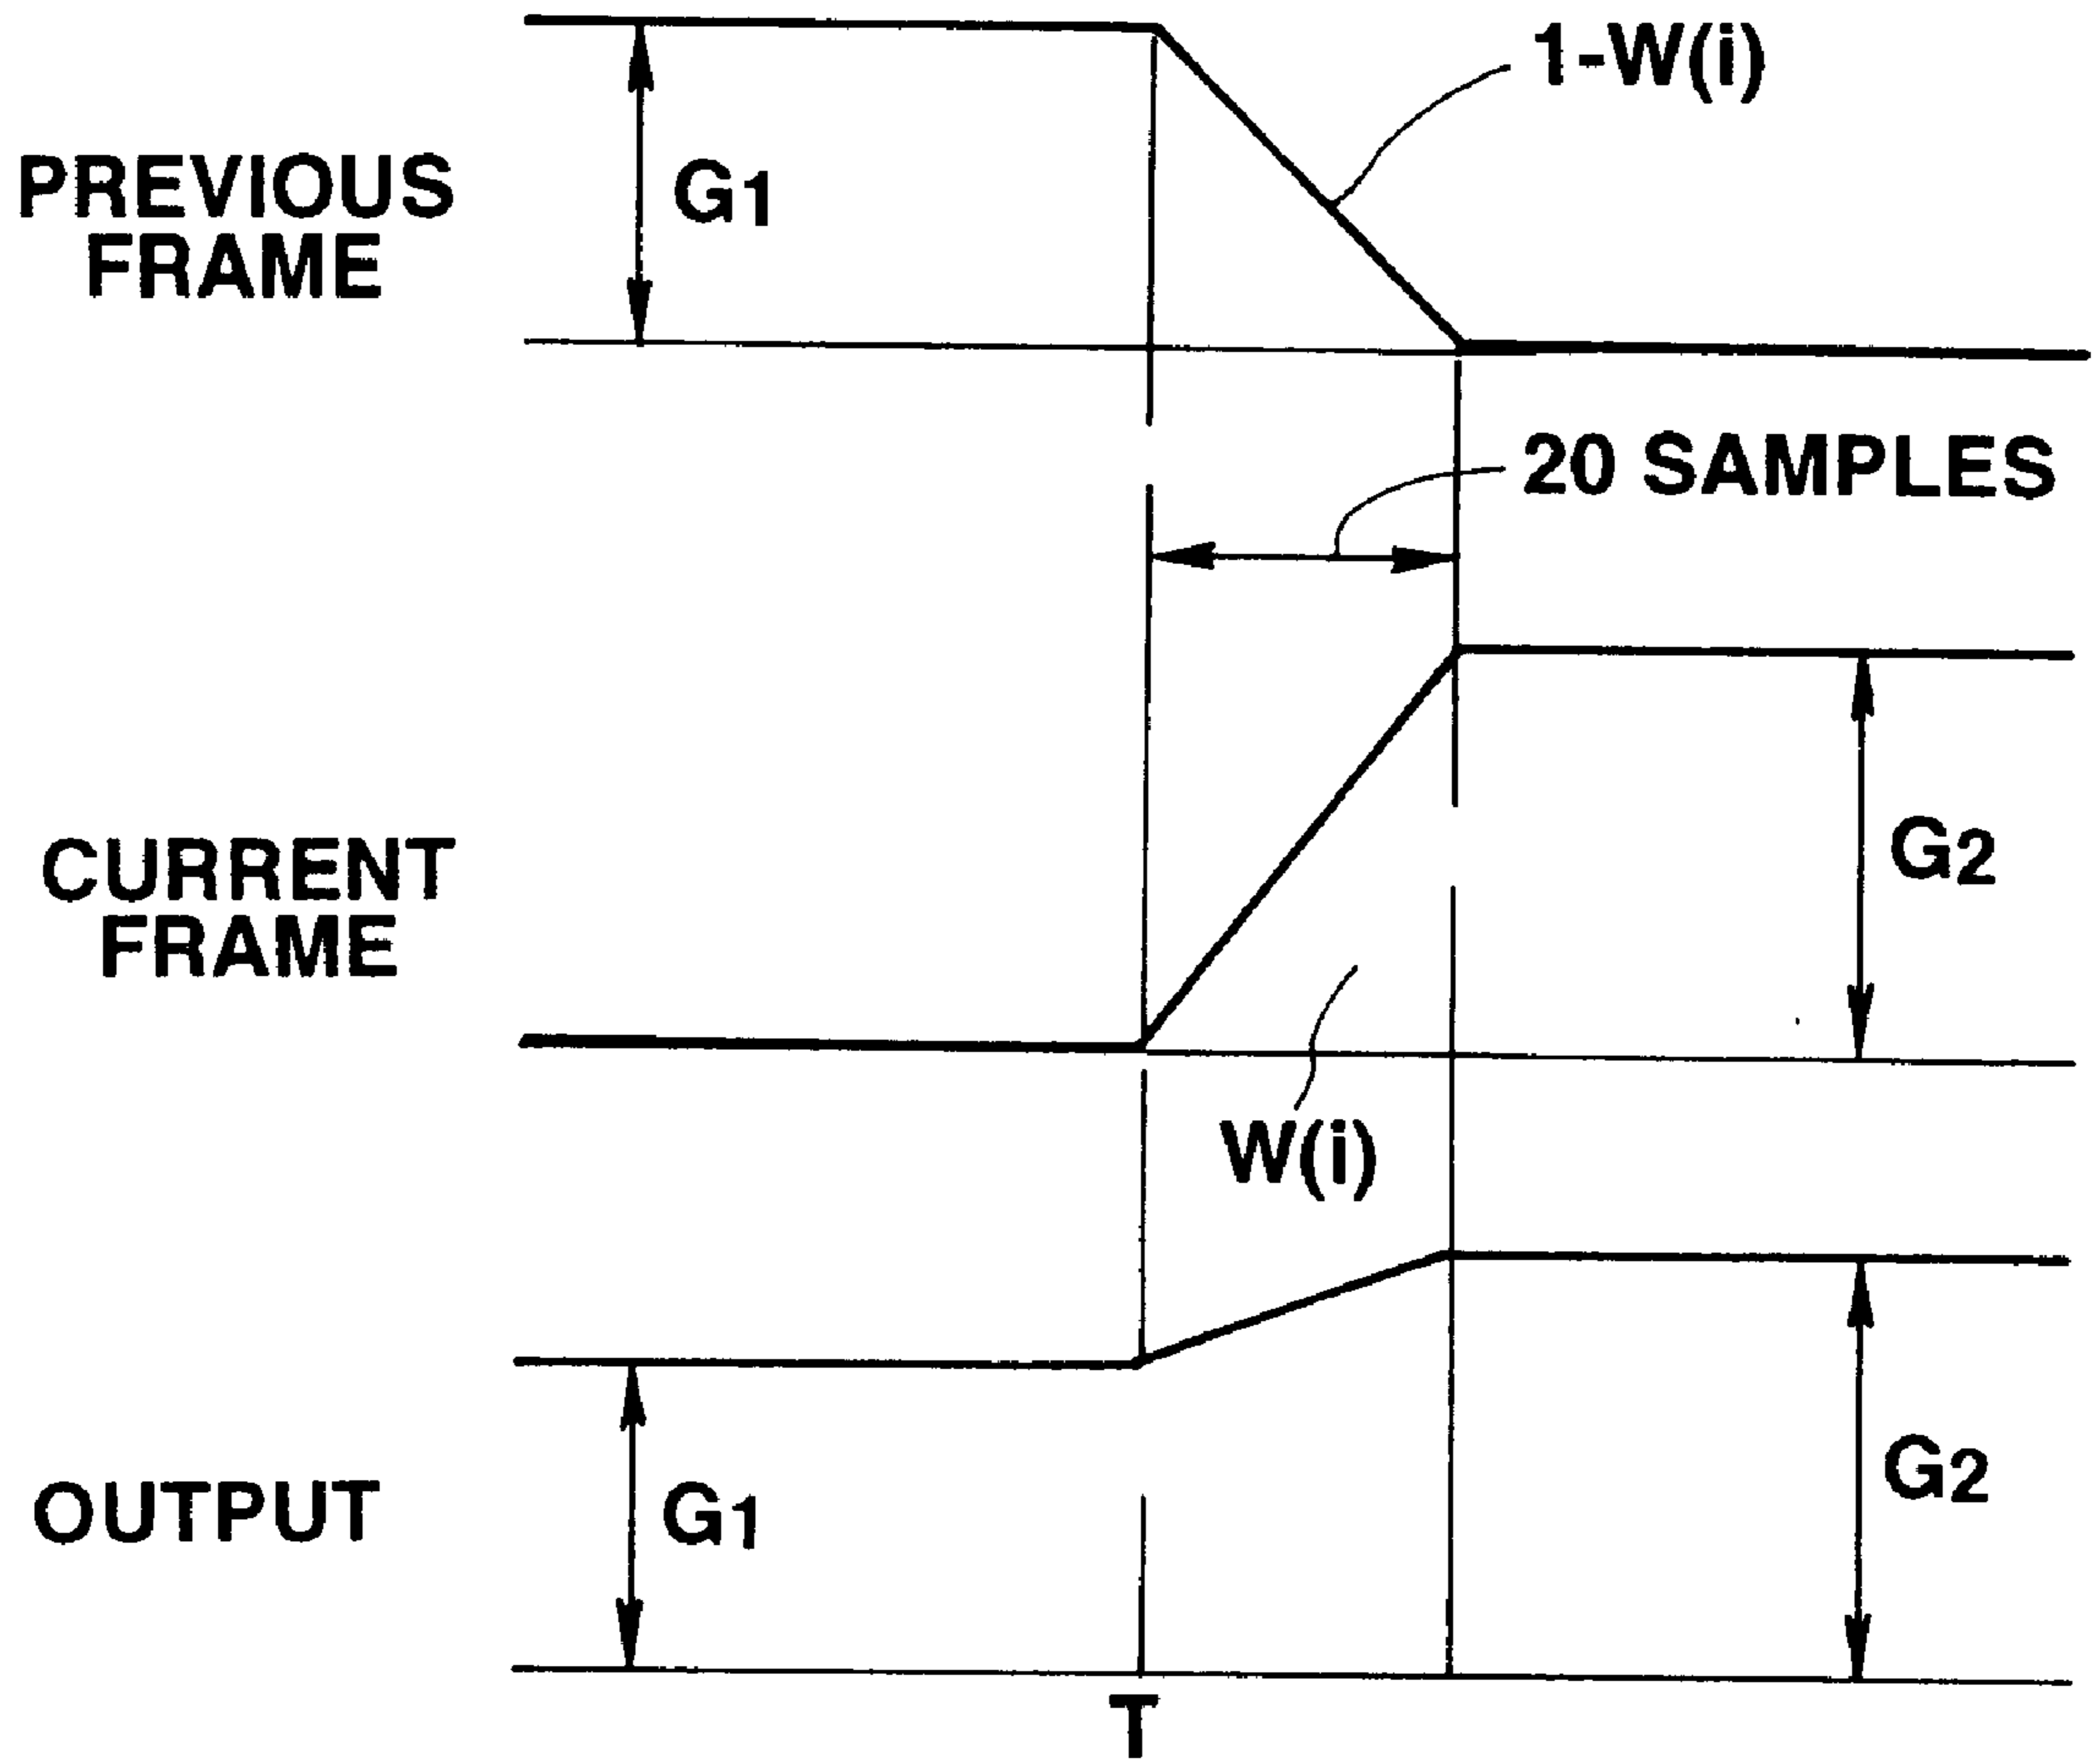 1-W(i)
PREVIOUS
FRAME
G1
20 SAMPLES
CURRENT
FRAME
G2
W(i)
OUTPUT
G1
G2
T